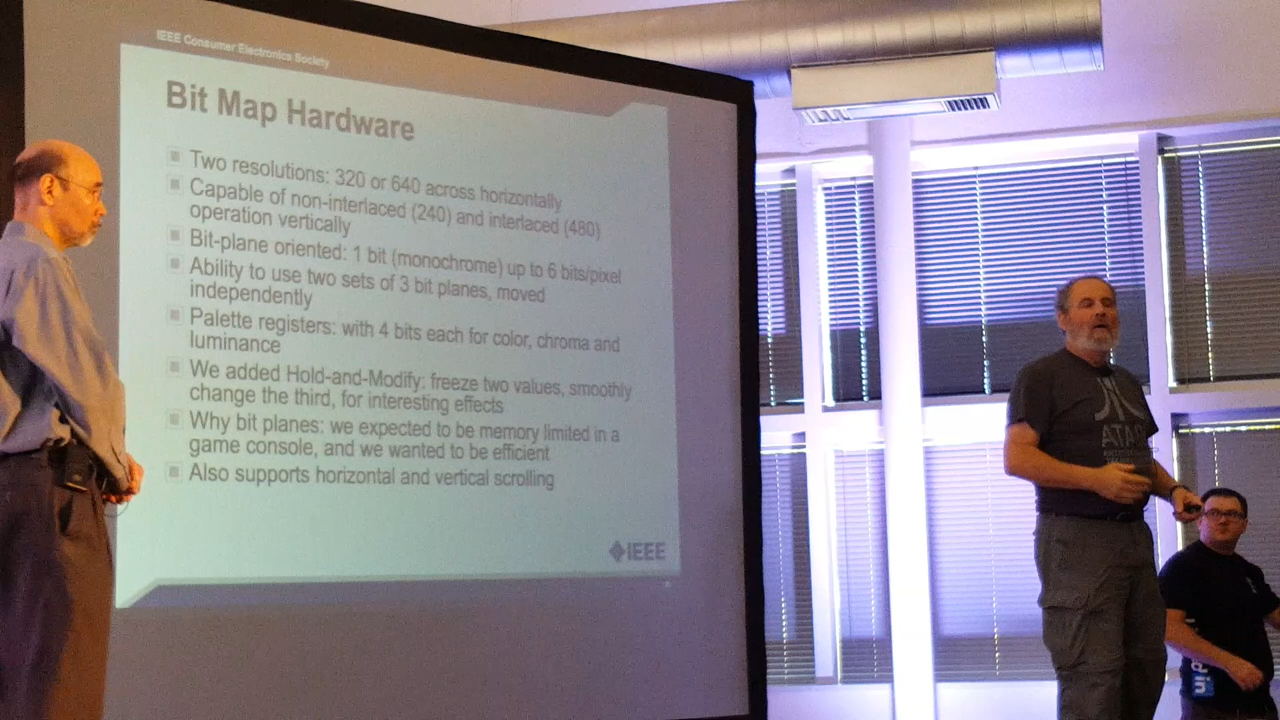 IEEE Consumer Electronics Society
Bit Map Hardware
Two resolutions: 320 or 640 across horizontally
Capable of non-interlaced (240) and interlaced (480)
operation vertically
Bit-plane oriented: 1 bit (monochrome) up to 6 bits/pixel
Ability to use two sets of 3 bit planes, moved
independently
Palette registers: with 4 bits each for color, chroma and
luminance
We added Hold-and-Modify: freeze two values, smoothly
change the third, for interesting effects
Why bit planes: we expected to be memory limited in a
game console, and we wanted to be efficient
Also supports horizontal and vertical scrolling
IEEE
ATARI
din